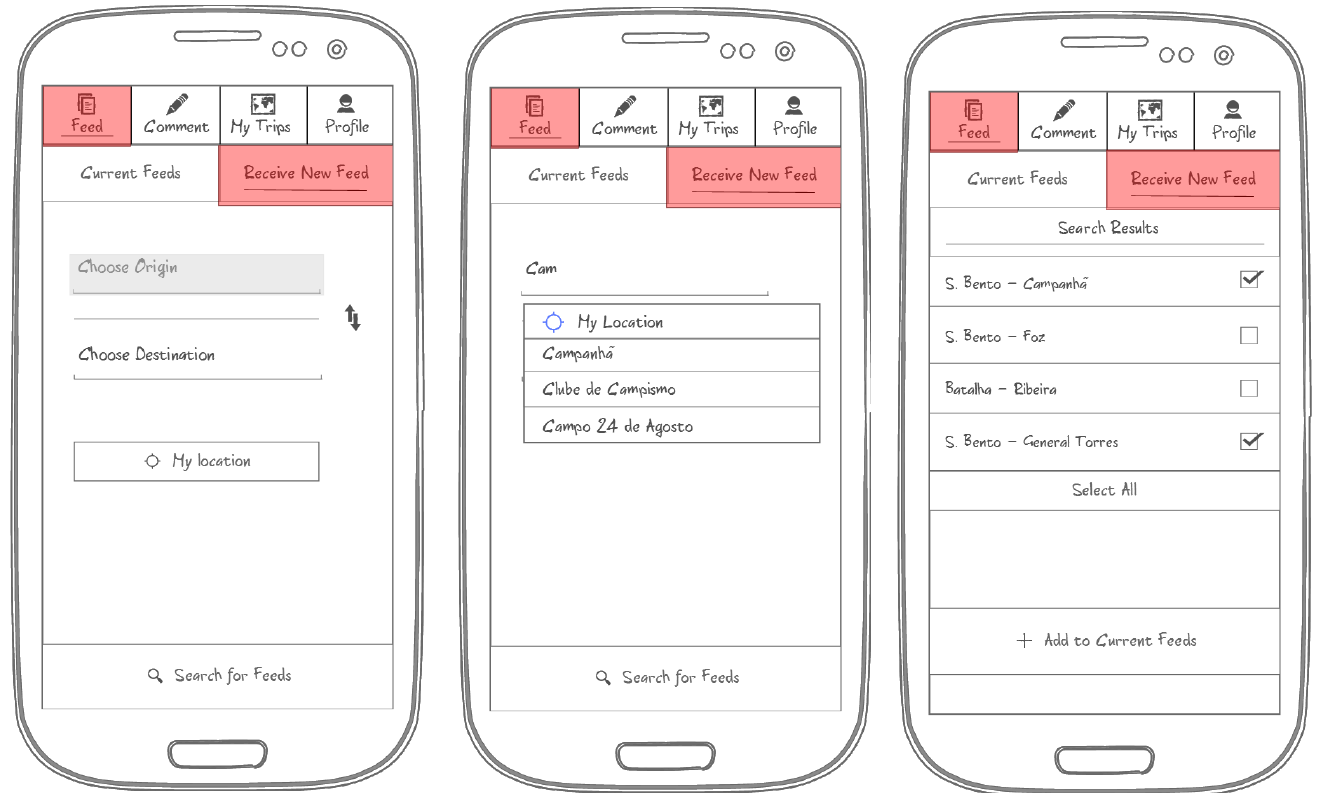 Feed Comment My Trips Profile
Current Feeds Receive New Feed
Choose Origin
Choose Destination
My location
Search for Feeds
Feed Comment My Trips Profile
Current Feeds Receive New Feed
Cam
My Location
Campanhã
Clube de Campismo
Campo 24 de Agosto
Search for Feeds
Feed Comment My Trips Profile
Current Feeds Receive New Feed
Search Results
S. Bento - Campanhã
S. Bento - Foz
Batalha - Ribeira
S. Bento - General Torres
Select All
+ Add to Current Feeds